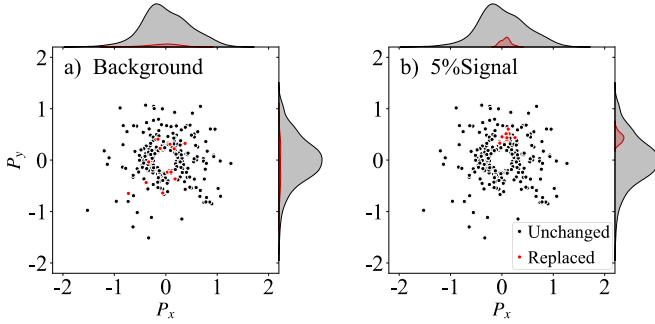 a) Background
2
1
0
-1
-2
P_y
-2 -1 0 1 2
P_x
b) 5%Signal
2
1
0
-1
-2
Unchanged
Replaced
-2 -1 0 1 2
P_x